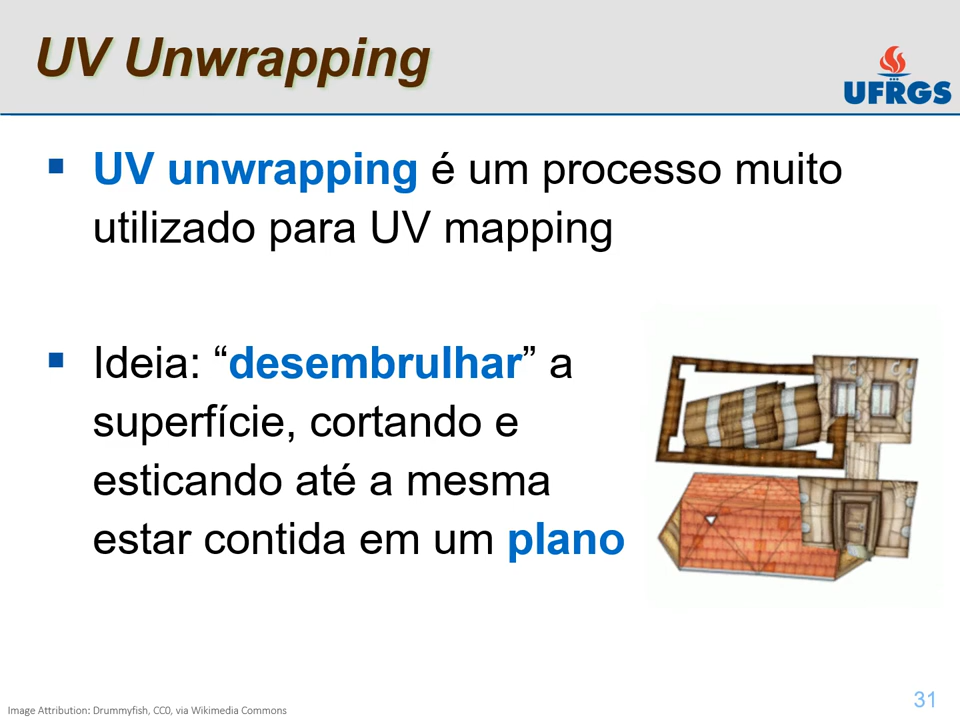 UV Unwrapping
UFRGS
▪ UV unwrapping é um processo muito
utilizado para UV mapping
▪ Ideia: “desembrulhar” a
superfície, cortando e
esticando até a mesma
estar contida em um plano
Image Attribution: Drummyfish, CC0, via Wikimedia Commons
31